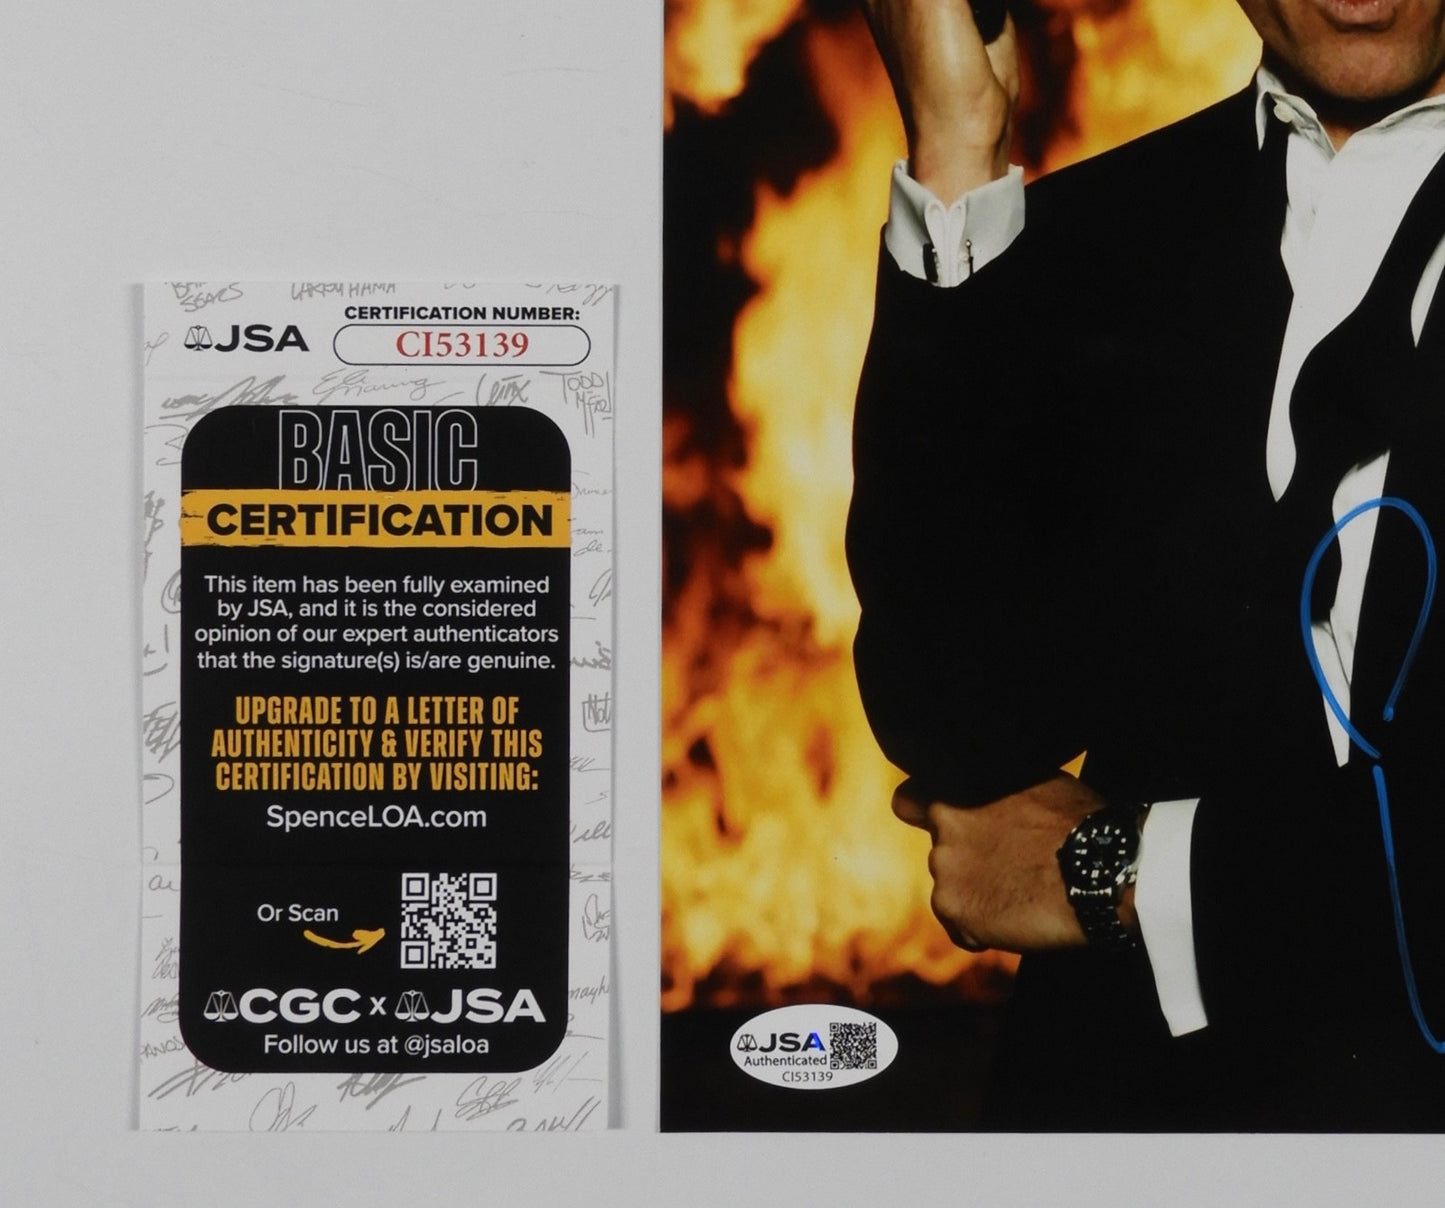 JSA
CERTIFICATION NUMBER:
CI53139
BASIC
CERTIFICATION
This item has been fully examined
by JSA, and it is the considered
opinion of our expert authenticators
that the signature(s) is/are genuine.
UPGRADE TO A LETTER OF
AUTHENTICITY & VERIFY THIS
CERTIFICATION BY VISITING:
SpenceLOA.com
Or Scan
CGC x JSA
Follow us at @jsaloa
JSA
Authenticated
CI53139